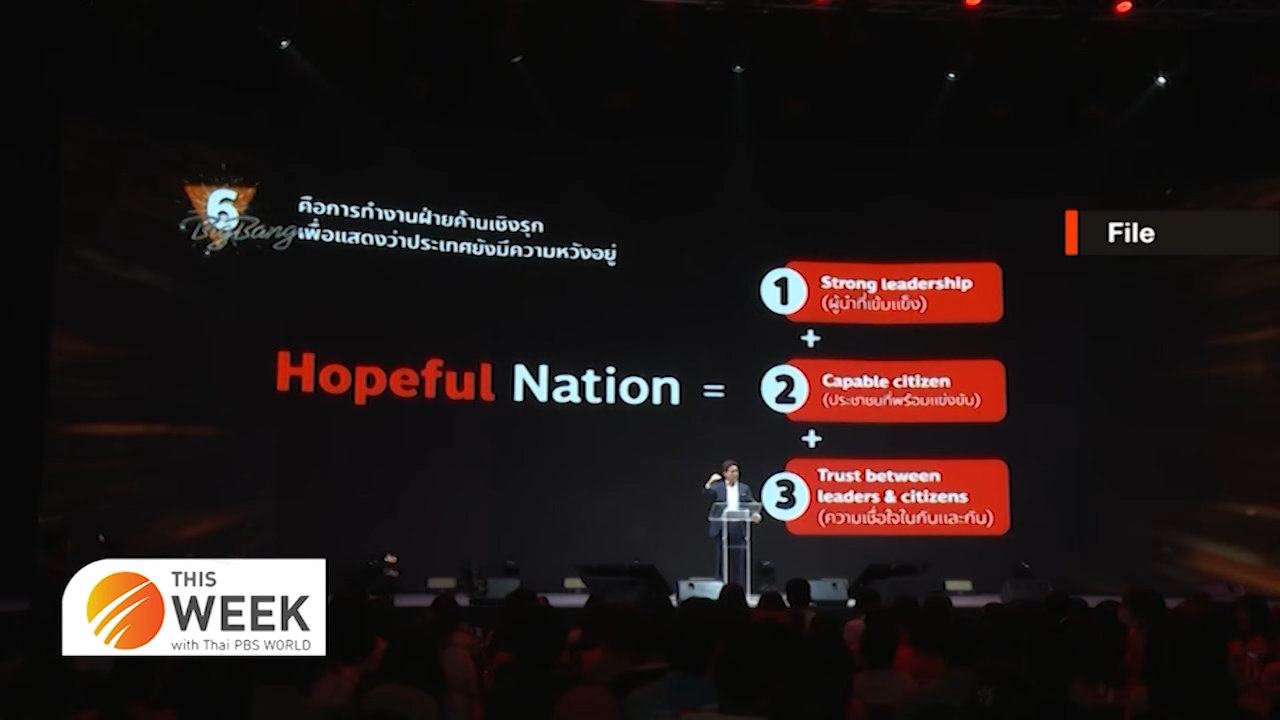 6
BigBang
คือการทำงานฝ่ายค้านเชิงรุก
เพื่อแสดงว่าประเทศยังมีความหวังอยู่
File
Hopeful Nation =
1
Strong leadership
(ผู้นำที่เข้มแข็ง)
+
2
Capable citizen
(ประชาชนที่พร้อมแข่งขัน)
+
3
Trust between
leaders & citizens
(ความเชื่อใจในกันและกัน)
THIS
WEEK
with Thai PBS WORLD